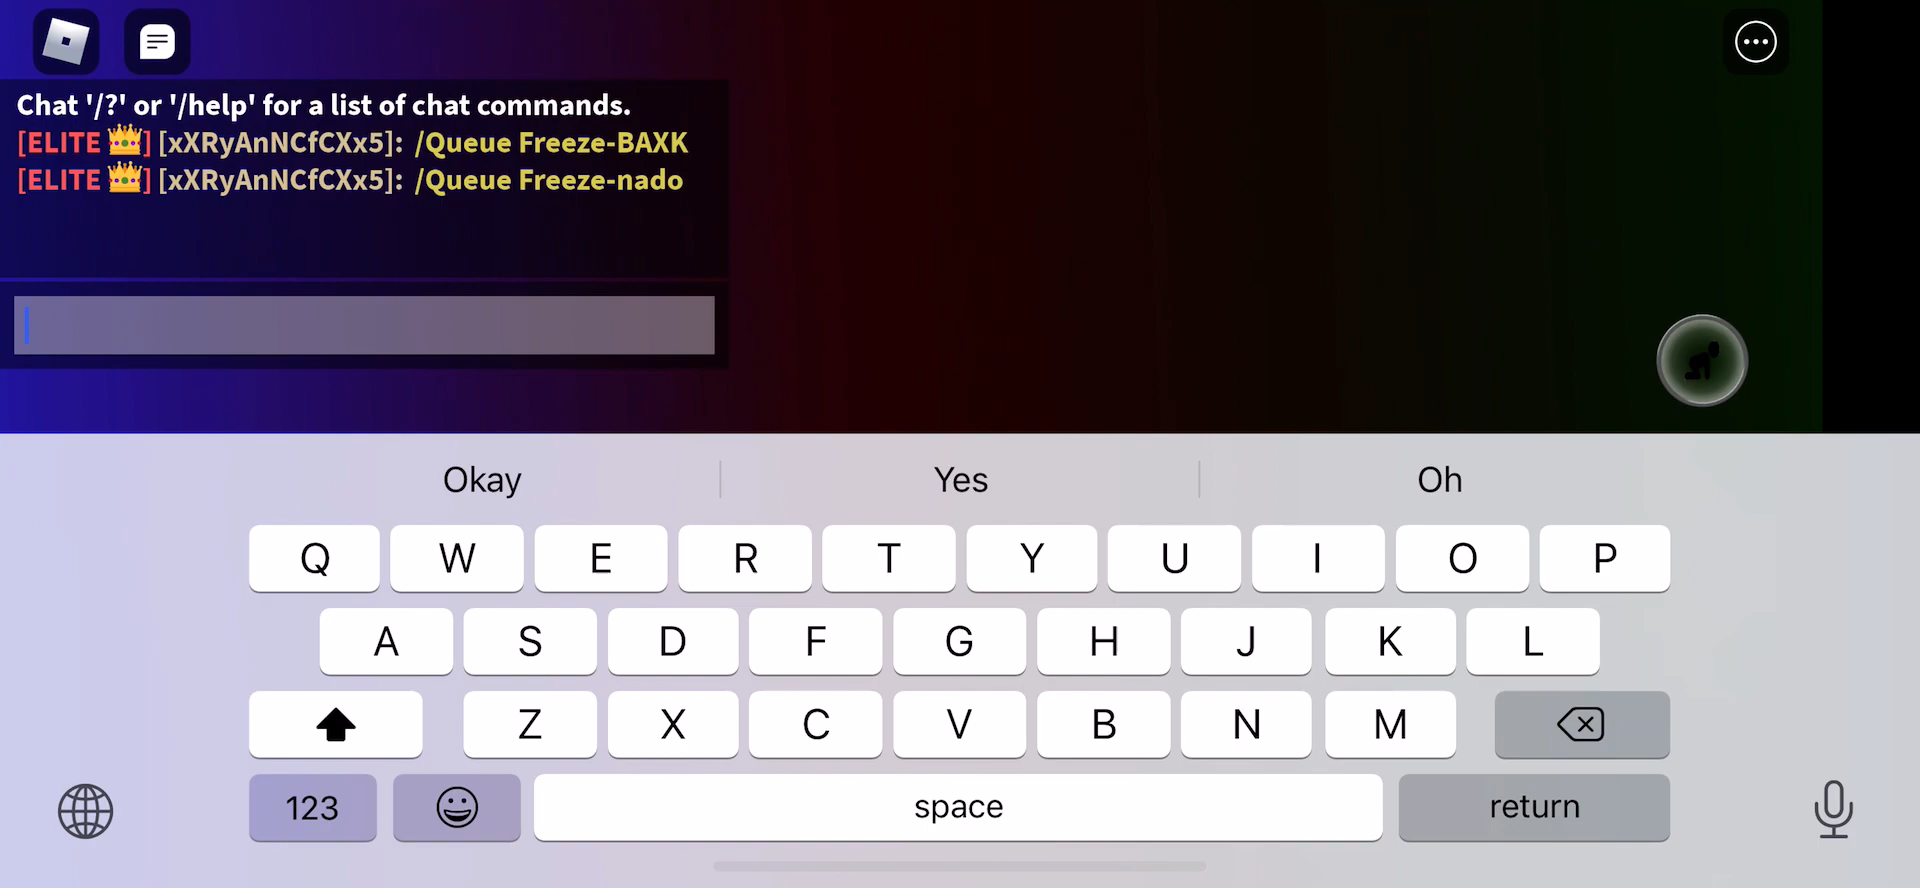 Chat '/?' or '/help' for a list of chat commands.
[ELITE 👑] [xXRyAnNCfCXx5]: /Queue Freeze-BAXK
[ELITE 👑] [xXRyAnNCfCXx5]: /Queue Freeze-nado
Okay Yes Oh
Q W E R T Y U I O P
A S D F G H J K L
Z X C V B N M
123 space return